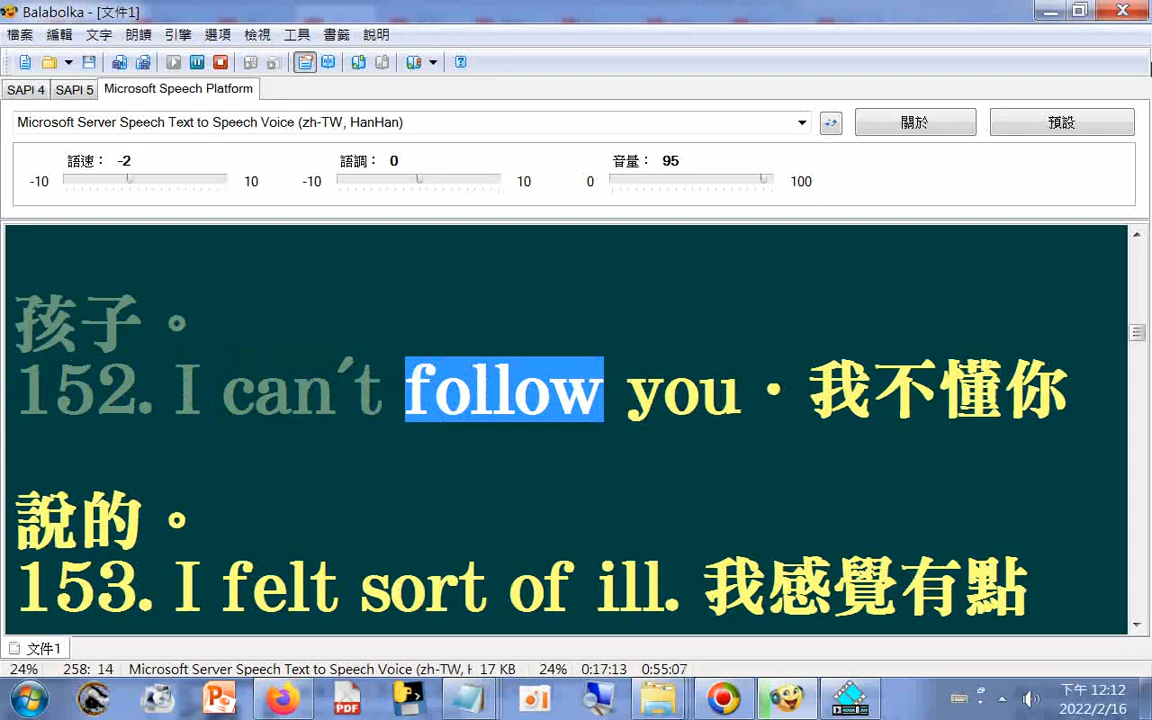 Balabolka - [文件1]
檔案 編輯 文字 朗讀 引擎 選項 檢視 工具 書籤 說明
SAPI 4 SAPI 5 Microsoft Speech Platform
Microsoft Server Speech Text to Speech Voice (zh-TW, HanHan) 關於 預設
語速： -2 語調： 0 音量： 95
-10 10 -10 10 0 100
孩子。
152. I can't follow you．我不懂你
說的。
153. I felt sort of ill. 我感覺有點
文件1
24% 258: 14 Microsoft Server Speech Text to Speech Voice (zh-TW, H 17 KB 24% 0:17:13 0:55:07
PDF
下午 12:12
2022/2/16